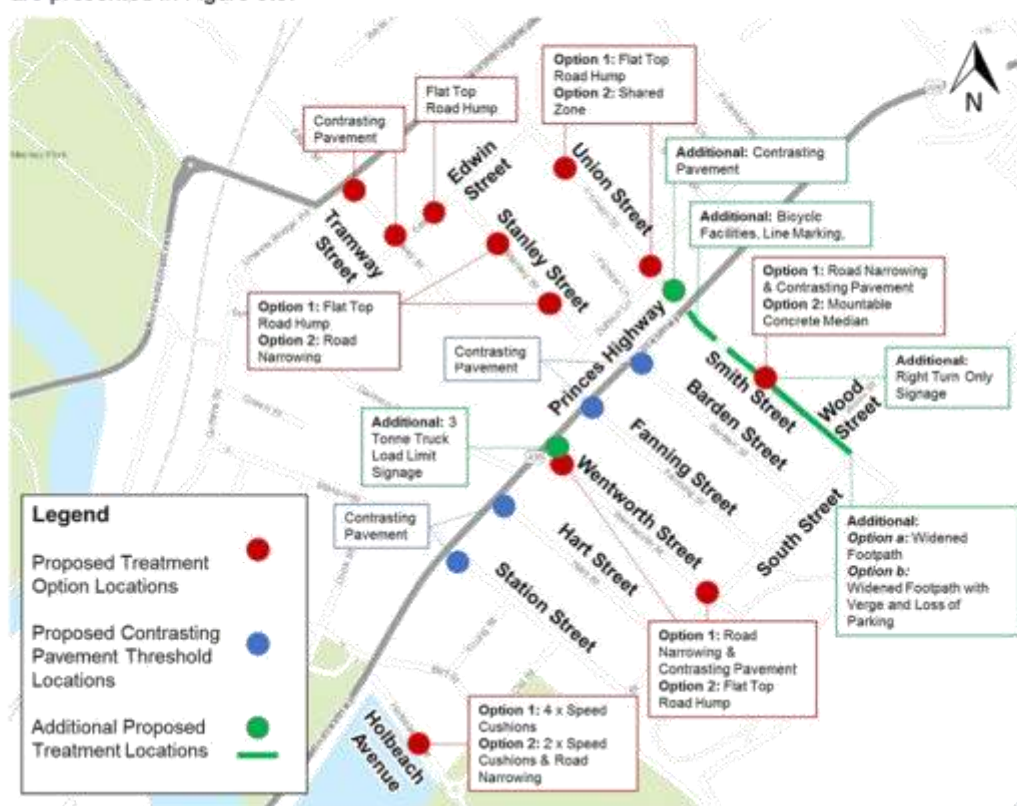 Option 1: Flat Top
Road Hump
Option 2: Shared
Zone
Flat Top
Road Hump
Contrasting
Pavement
N
Additional: Contrasting
Pavement
Edwin
Street
Union Street
Additional: Bicycle
Facilities, Line Marking,
Tramway
Street
Stanley Street
Option 1: Road Narrowing
& Contrasting Pavement
Option 2: Mountable
Concrete Median
Option 1: Flat Top
Road Hump
Option 2: Road
Narrowing
Princes Highway
Contrasting
Pavement
Smith Street
Additional:
Right Turn Only
Signage
Wood
Street
Barden Street
Additional: 3
Tonne Truck
Load Limit
Signage
Fanning Street
Wentworth Street
South Street
Legend
Contrasting
Pavement
Hart Street
Additional:
Option a: Widened
Footpath
Option b:
Widened Footpath with
Verge and Loss of
Parking
Proposed Treatment
Option Locations
Station Street
Proposed Contrasting
Pavement Threshold
Locations
Option 1: Road
Narrowing &
Contrasting Pavement
Option 2: Flat Top
Road Hump
Additional Proposed
Treatment Locations
Holbeach
Avenue
Option 1: 4 x Speed
Cushions
Option 2: 2 x Speed
Cushions & Road
Narrowing